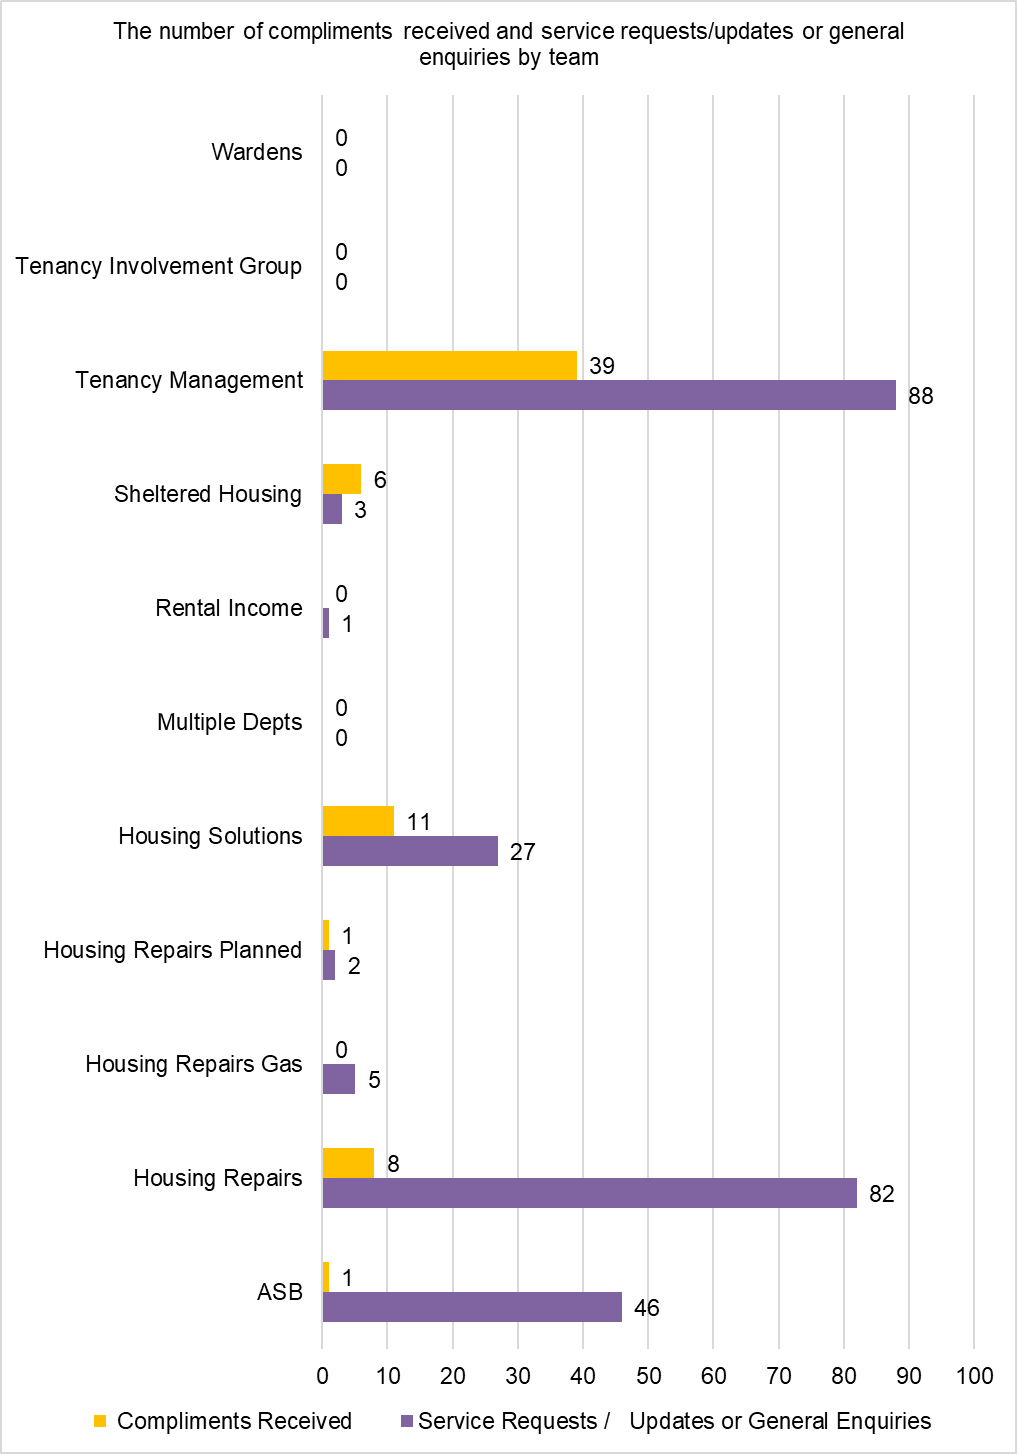 The number of compliments received and service requests/updates or general
enquiries by team
Wardens
0
0
Tenancy Involvement Group
0
0
Tenancy Management
39
88
Sheltered Housing
6
3
Rental Income
0
1
Multiple Depts
0
0
Housing Solutions
11
27
Housing Repairs Planned
1
2
Housing Repairs Gas
0
5
Housing Repairs
8
82
ASB
1
46
0 10 20 30 40 50 60 70 80 90 100
Compliments Received Service Requests / Updates or General Enquiries